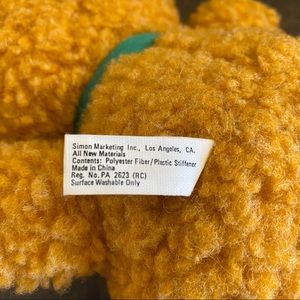 Simon Marketing Inc., Los Angeles, CA.
All New Materials
Contents: Polyester Fiber/Plastic Stiffener
Made in China
Reg. No. PA 2623 (RC)
Surface Washable Only